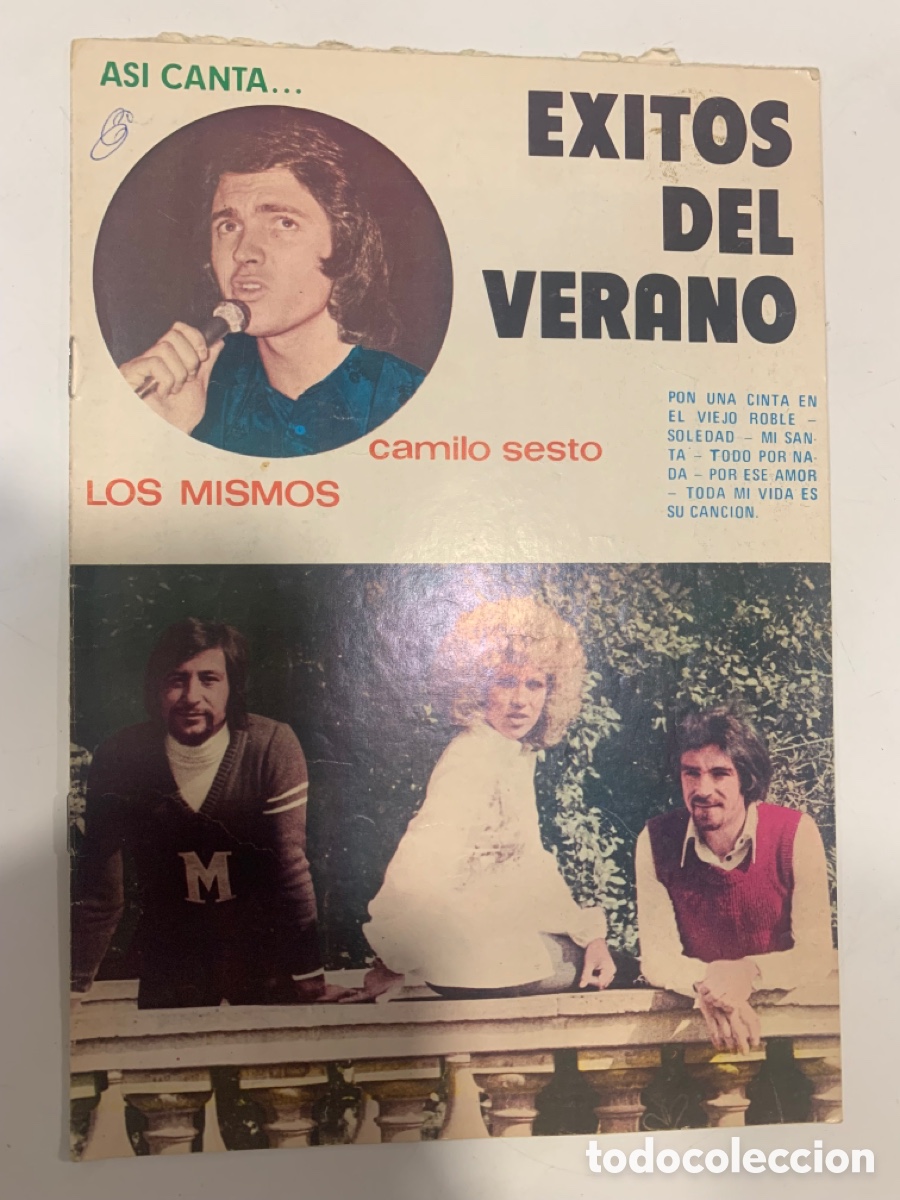 ASI CANTA...
EXITOS
DEL
VERANO
PON UNA CINTA EN
EL VIEJO ROBLE –
SOLEDAD – MI SAN-
TA – TODO POR NA-
DA – POR ESE AMOR
– TODA MI VIDA ES
SU CANCION.
camilo sesto
LOS MISMOS
M
todocoleccion